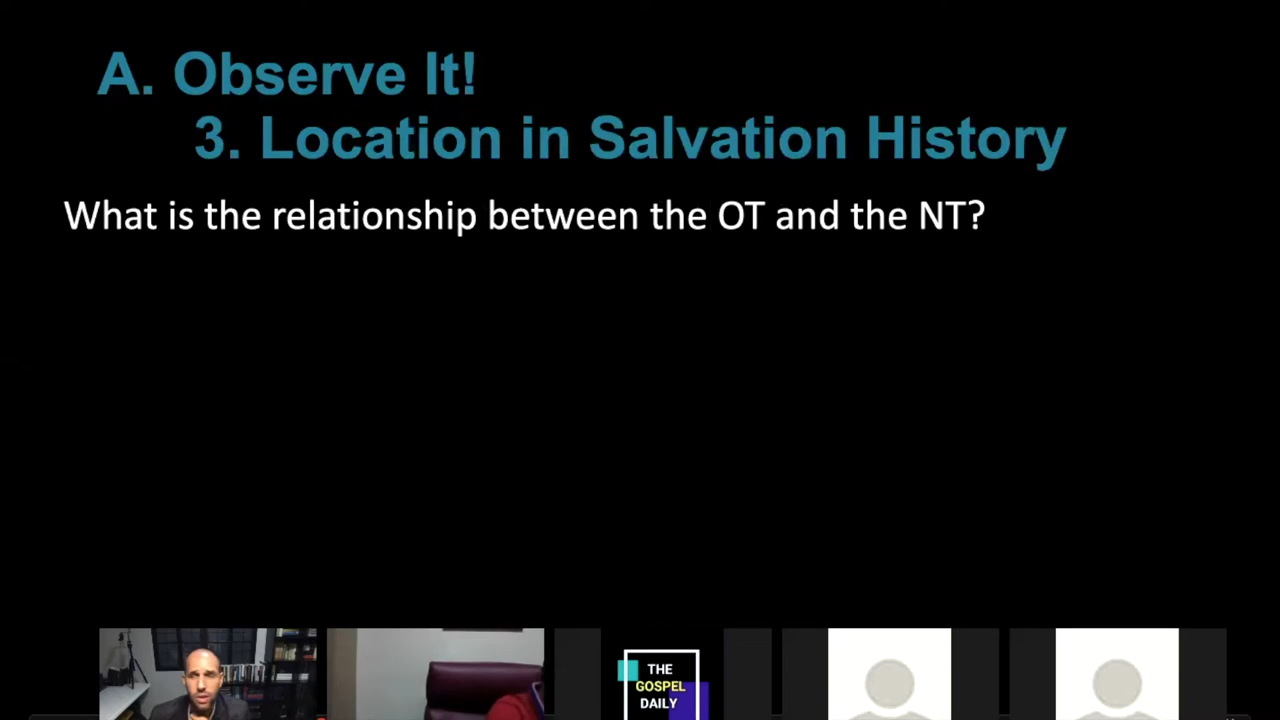 A. Observe It!
3. Location in Salvation History
What is the relationship between the OT and the NT?
THE
GOSPEL
DAILY